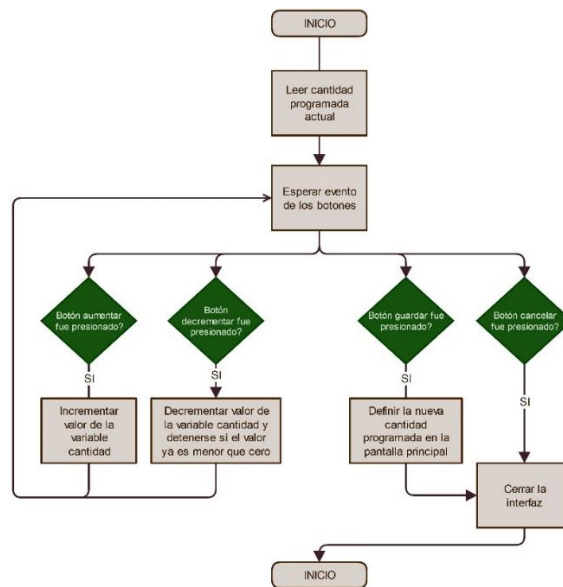 INICIO
Leer cantidad
programada
actual
Esperar evento
de los botones
Botón aumentar
fue presionado?
Botón
decrementar fue
presionado?
Botón guardar fue
presionado?
Botón cancelar fue
fue presionado?
SI
SI
SI
SI
Incrementar
valor de la
variable
cantidad
Decrementar valor de
la variable cantidad y
detenerse si el valor
ya es menor que cero
Definir la nueva
cantidad
programada en la
pantalla principal
Cerrar la
interfaz
INICIO